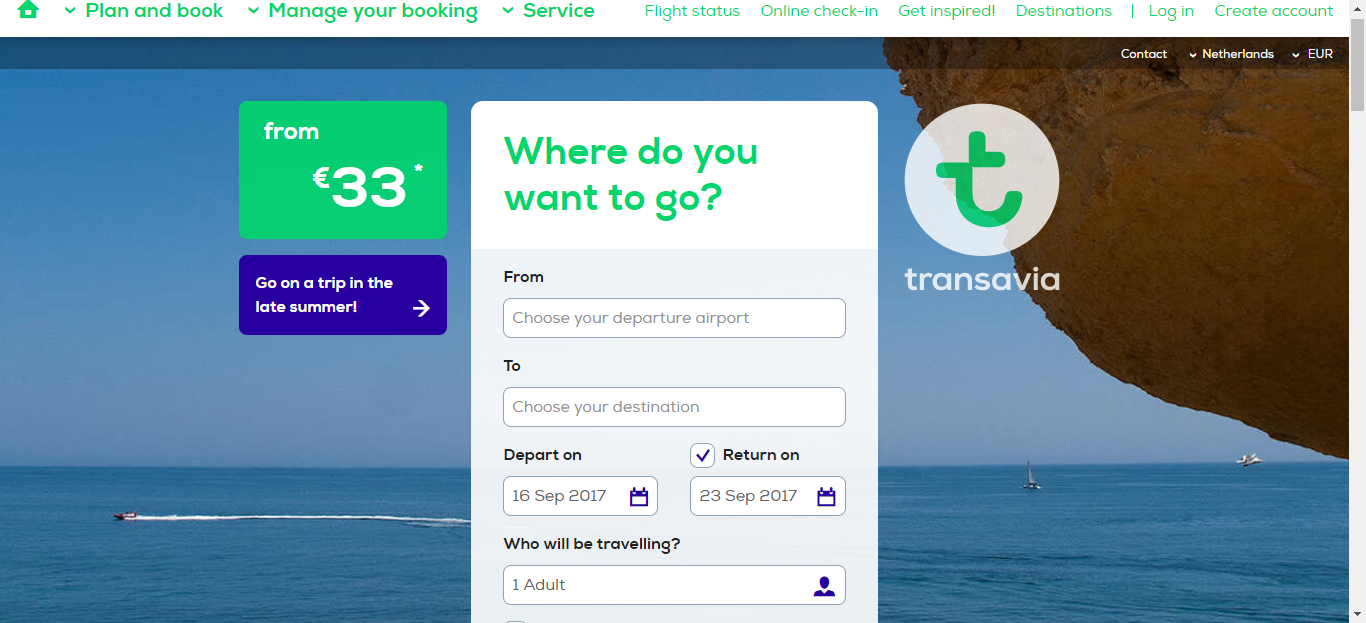 Plan and book Manage your booking Service Flight status Online check-in Get inspired! Destinations | Log in Create account
Contact Netherlands EUR
from
€33*
Go on a trip in the
late summer!
Where do you
want to go?
From
Choose your departure airport
To
Choose your destination
Depart on Return on
16 Sep 2017 23 Sep 2017
Who will be travelling?
1 Adult
transavia